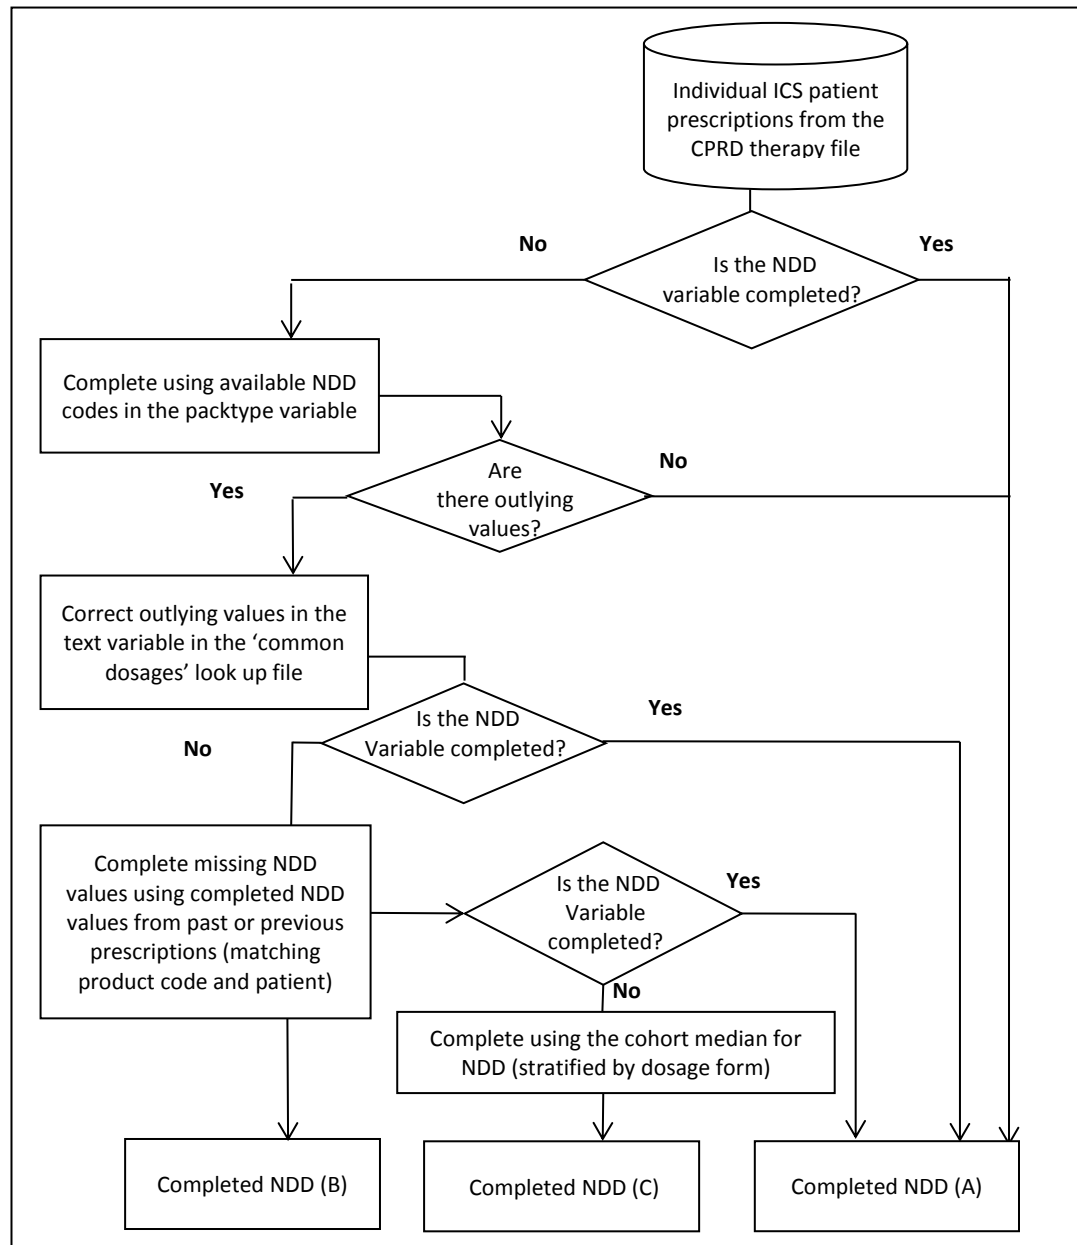 Individual ICS patient
prescriptions from the
CPRD therapy file
No
Yes
Is the NDD
variable completed?
Complete using available NDD
codes in the packtype variable
Are
there outlying
values?
No
Yes
Correct outlying values in the
text variable in the ‘common
dosages’ look up file
Is the NDD
Variable completed?
Yes
No
Complete missing NDD
values using completed NDD
values from past or previous
prescriptions (matching
product code and patient)
Is the NDD
Variable
completed?
Yes
No
Complete using the cohort median for
NDD (stratified by dosage form)
Completed NDD (B)
Completed NDD (C)
Completed NDD (A)